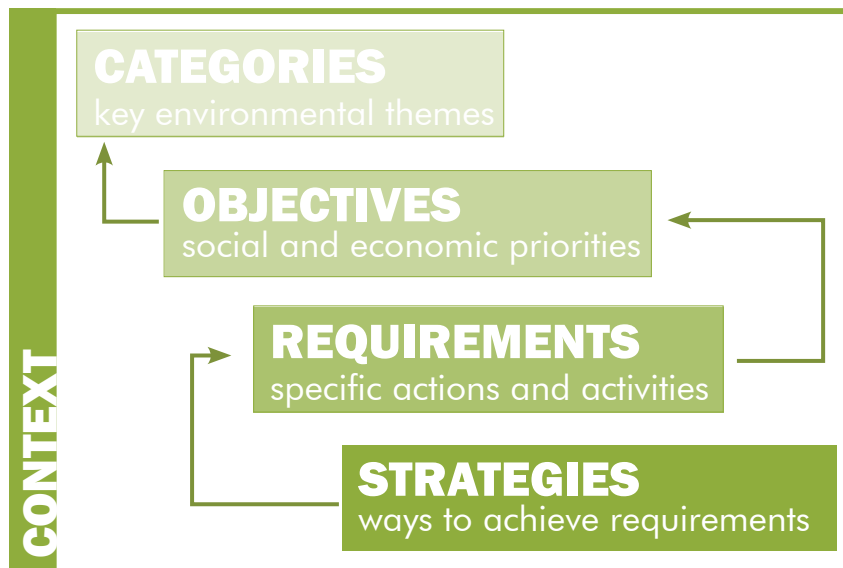 CATEGORIES
key environmental themes
OBJECTIVES
social and economic priorities
REQUIREMENTS
specific actions and activities
STRATEGIES
ways to achieve requirements
CONTEXT